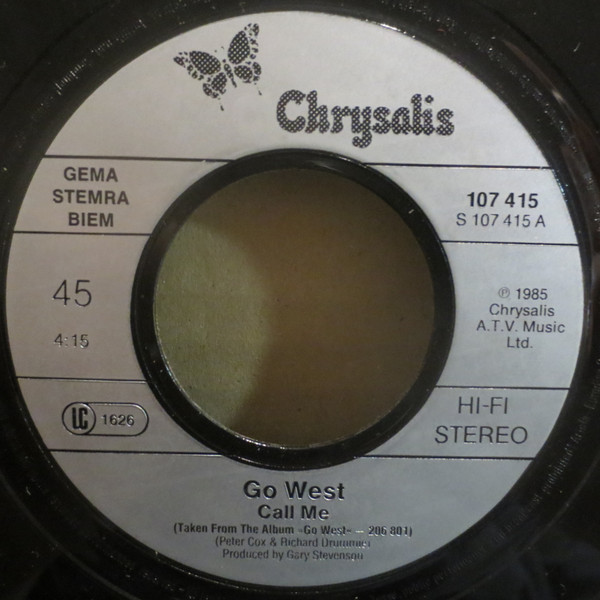 Chrysalis
GEMA
STEMRA
BIEM
107 415
S 107 415 A
45
4:15
℗ 1985
Chrysalis
A.T.V. Music
Ltd.
LC 1626
HI-FI
STEREO
Go West
Call Me
(Taken From The Album »Go West« — 206 801)
(Peter Cox & Richard Drummie)
Produced by Gary Stevenson